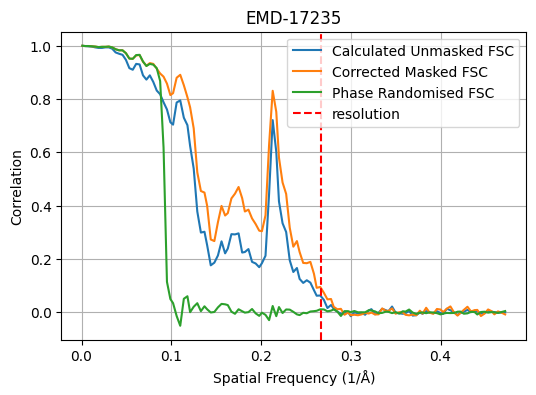 EMD-17235
Calculated Unmasked FSC
Corrected Masked FSC
Phase Randomised FSC
resolution
Correlation
1.0
0.8
0.6
0.4
0.2
0.0
0.0 0.1 0.2 0.3 0.4
Spatial Frequency (1/Å)